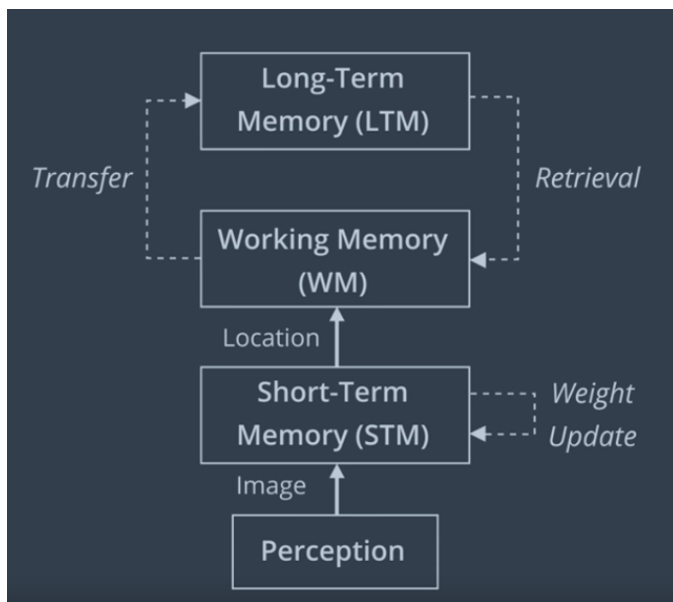 Long-Term
Memory (LTM)
Transfer
Retrieval
Working Memory
(WM)
Location
Short-Term
Memory (STM)
Weight
Update
Image
Perception